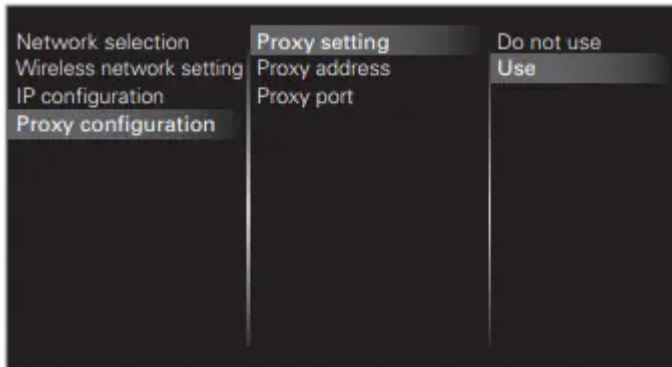 Network selection
Wireless network setting
IP configuration
Proxy configuration
Proxy setting
Proxy address
Proxy port
Do not use
Use